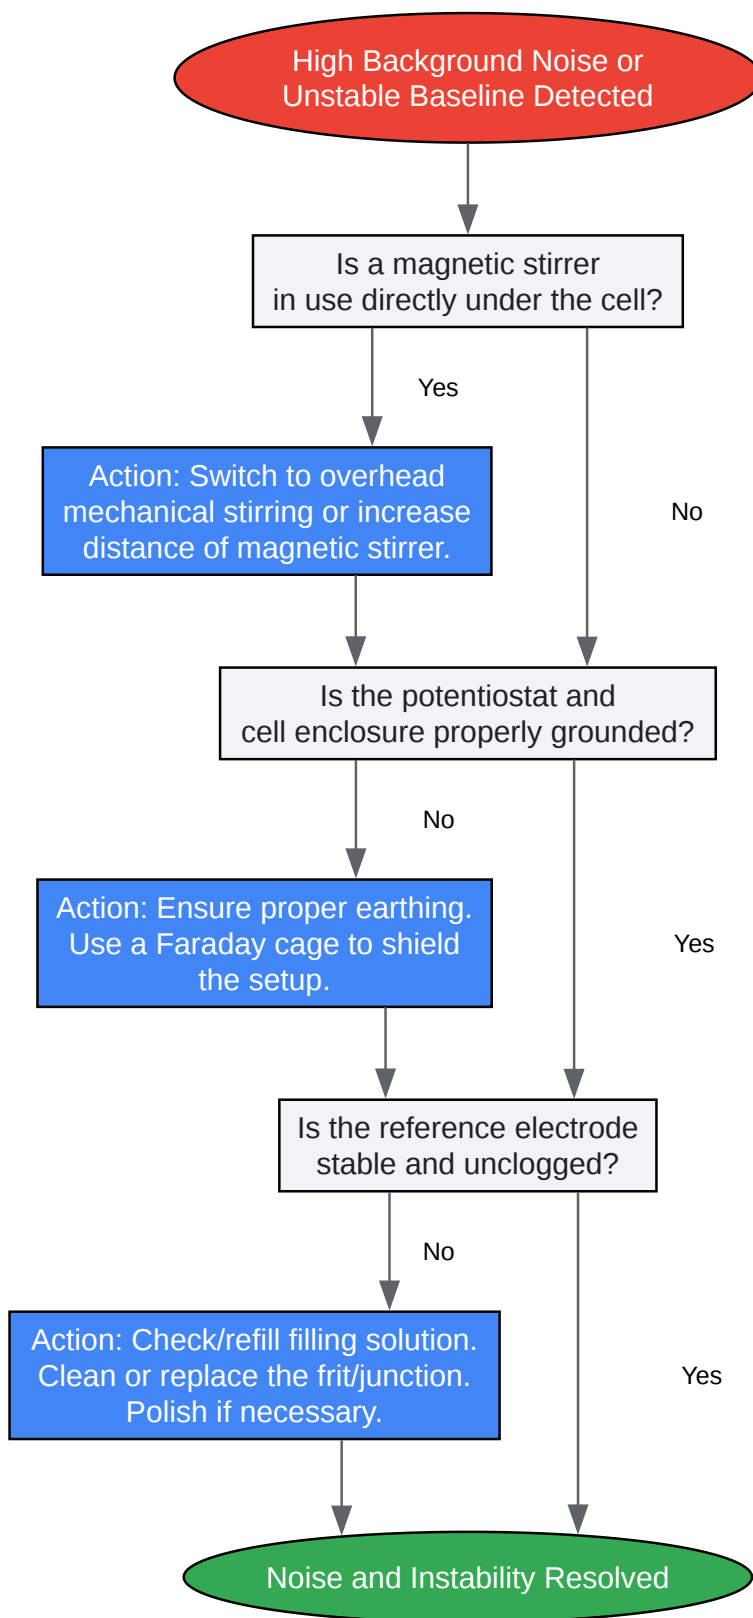 High Background Noise or
Unstable Baseline Detected
Is a magnetic stirrer
in use directly under the cell?
Yes
Action: Switch to overhead
mechanical stirring or increase
distance of magnetic stirrer.
No
Is the potentiostat and
cell enclosure properly grounded?
No
Action: Ensure proper earthing.
Use a Faraday cage to shield
the setup.
Yes
Is the reference electrode
stable and unclogged?
No
Action: Check/refill filling solution.
Clean or replace the frit/junction.
Polish if necessary.
Yes
Noise and Instability Resolved